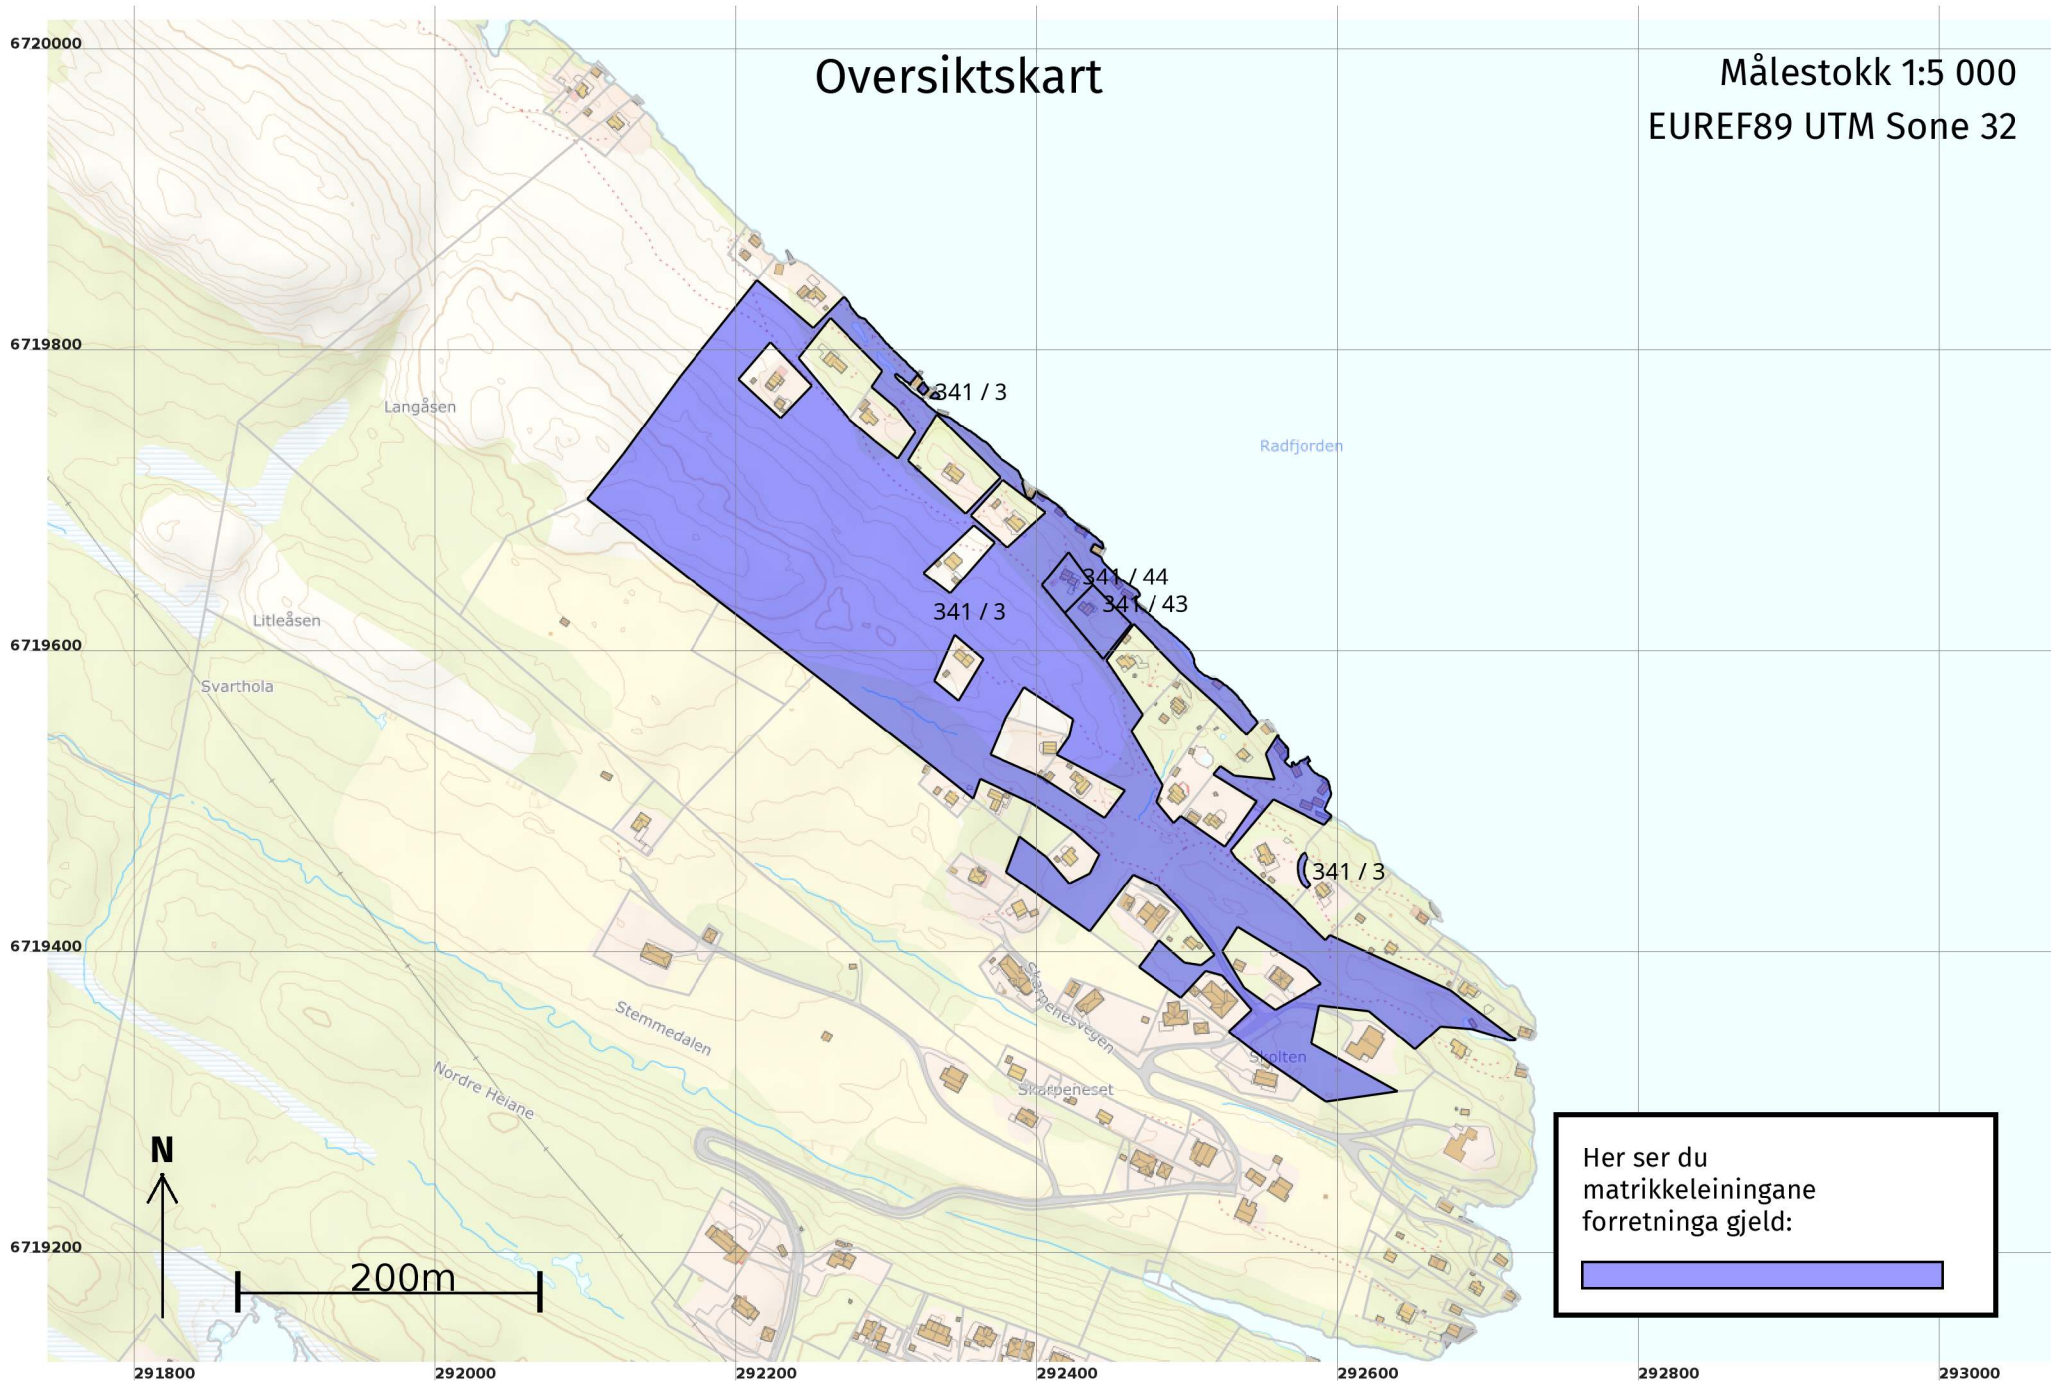 Oversiktskart
Målestokk 1:5 000
EUREF89 UTM Sone 32
6720000
6719800
6719600
6719400
6719200
341 / 3
Langåsen
Radfjorden
341 / 44
341 / 43
341 / 3
Litleåsen
Svarthola
341 / 3
Skarpenesvegen
Stemmedalen
Skolten
Nordre Heiane
Skarpeneset
N
200m
Her ser du
matrikkeleiningane
forretninga gjeld:
291800
292000
292200
292400
292600
292800
293000